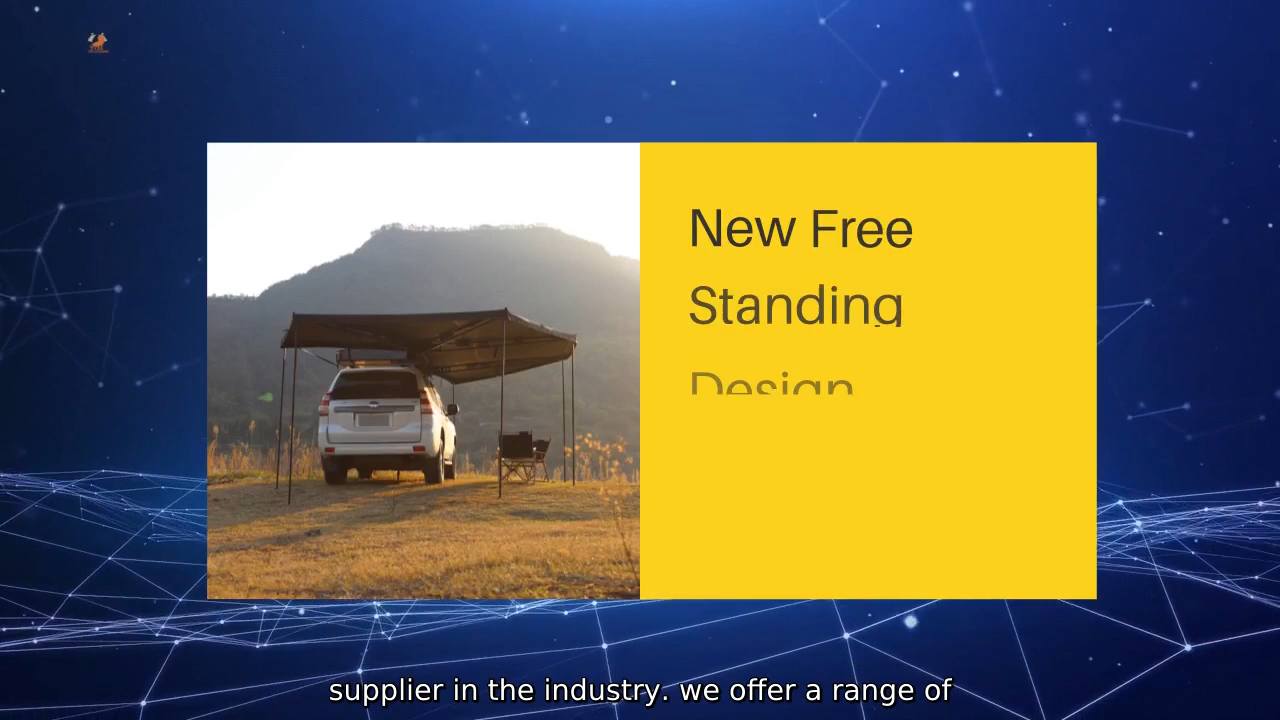 New Free
Standing
Design
supplier in the industry. we offer a range of